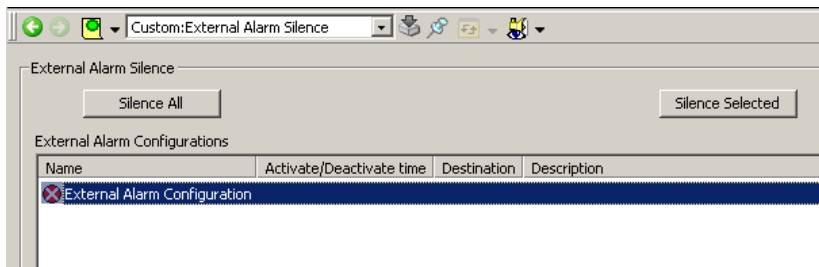 Custom:External Alarm Silence
External Alarm Silence
Silence All Silence Selected
External Alarm Configurations
Name Activate/Deactivate time Destination Description
External Alarm Configuration